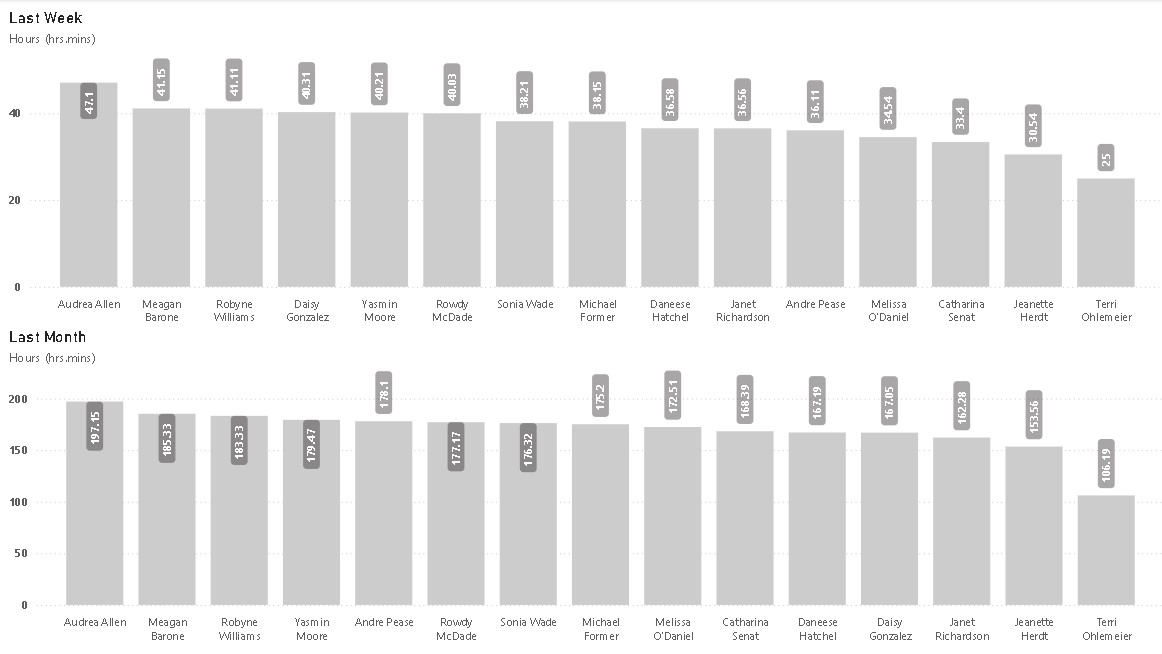 Last Week
Hours (hrs.mins)
47.1 41.15 41.11 40.31 40.21 40.03 38.21 38.15 36.58 36.56 36.11 34.54 33.4 30.54 25
40
20
0
Audrea Allen Meagan Robyne Daisy Yasmin Rowdy Sonia Wade Michael Daneese Janet Andre Pease Melissa Catharina Jeanette Terri
Barone Williams Gonzalez Moore McDade Former Hatchel Richardson O'Daniel Senat Herdt Ohlemeier
Last Month
Hours (hrs.mins)
197.15 185.33 183.33 179.47 178.1 177.17 176.32 175.2 172.51 168.39 167.19 167.05 162.28 153.56 106.19
200
150
100
50
0
Audrea Allen Meagan Robyne Yasmin Andre Pease Rowdy Sonia Wade Michael Melissa Catharina Daneese Daisy Janet Jeanette Terri
Barone Williams Moore McDade Former O'Daniel Senat Hatchel Gonzalez Richardson Herdt Ohlemeier